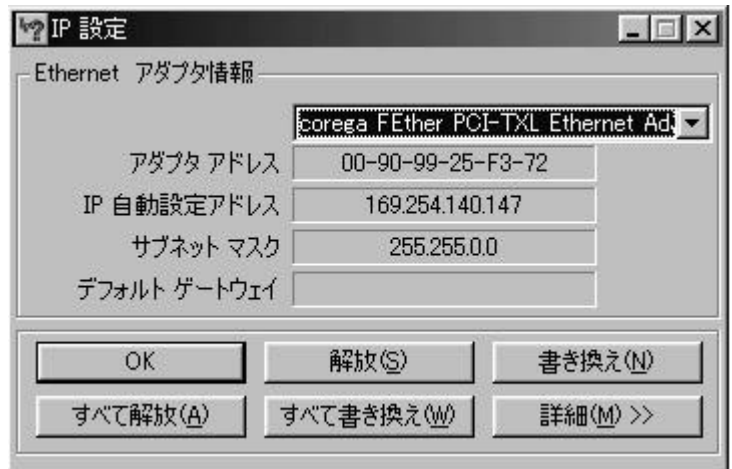 IP 設定
Ethernet アダプタ情報
corega FEther PCI-TXL Ethernet Ad
アダプタ アドレス 00-90-99-25-F3-72
IP 自動設定アドレス 169.254.140.147
サブネット マスク 255.255.0.0
デフォルト ゲートウェイ
OK 解放(S) 書き換え(N)
すべて解放(A) すべて書き換え(W) 詳細(M) >>